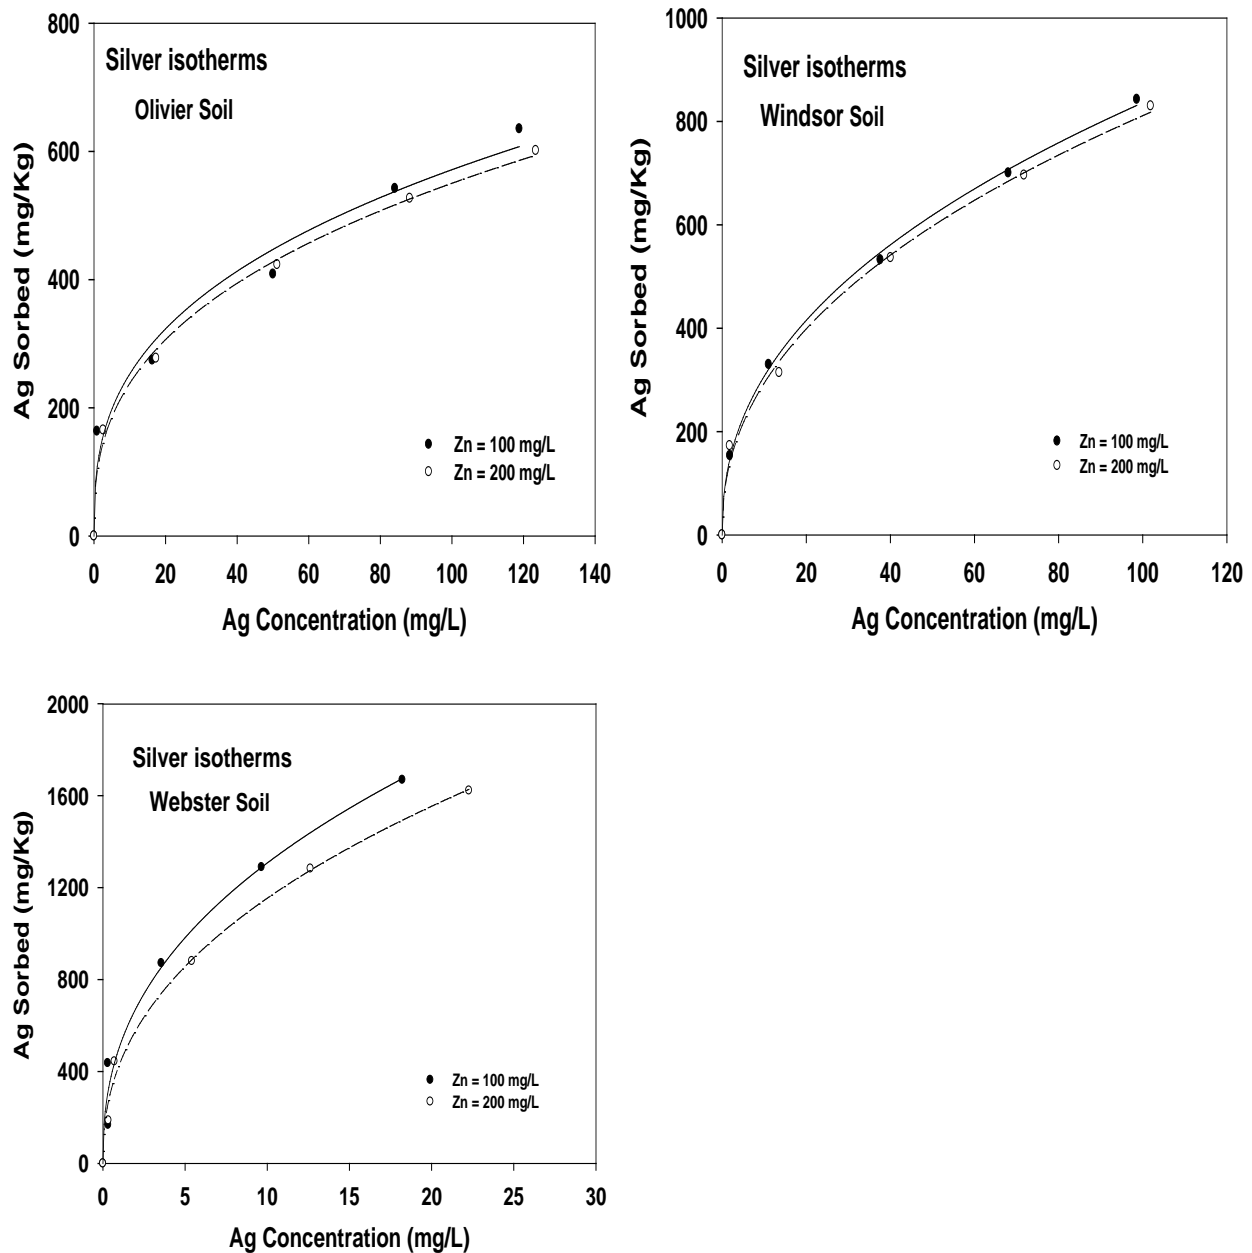 800
600
400
200
0
Ag Sorbed (mg/Kg)
Silver isotherms
Olivier Soil
Zn = 100 mg/L
Zn = 200 mg/L
0 20 40 60 80 100 120 140
Ag Concentration (mg/L)
1000
800
600
400
200
0
Ag Sorbed (mg/Kg)
Silver isotherms
Windsor Soil
Zn = 100 mg/L
Zn = 200 mg/L
0 20 40 60 80 100 120
Ag Concentration (mg/L)
2000
1600
1200
800
400
0
Ag Sorbed (mg/Kg)
Silver isotherms
Webster Soil
Zn = 100 mg/L
Zn = 200 mg/L
0 5 10 15 20 25 30
Ag Concentration (mg/L)